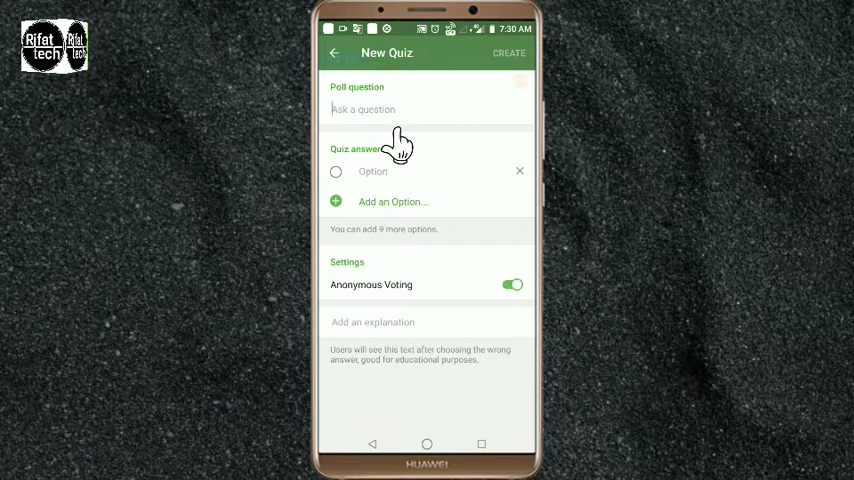 Rifat
tech
Rifat
tech
7:30 AM
New Quiz
CREATE
Poll question
Ask a question
Quiz answer
Option
Add an Option...
You can add 9 more options.
Settings
Anonymous Voting
Add an explanation
Users will see this text after choosing the wrong
answer, good for educational purposes.
HUAWEI